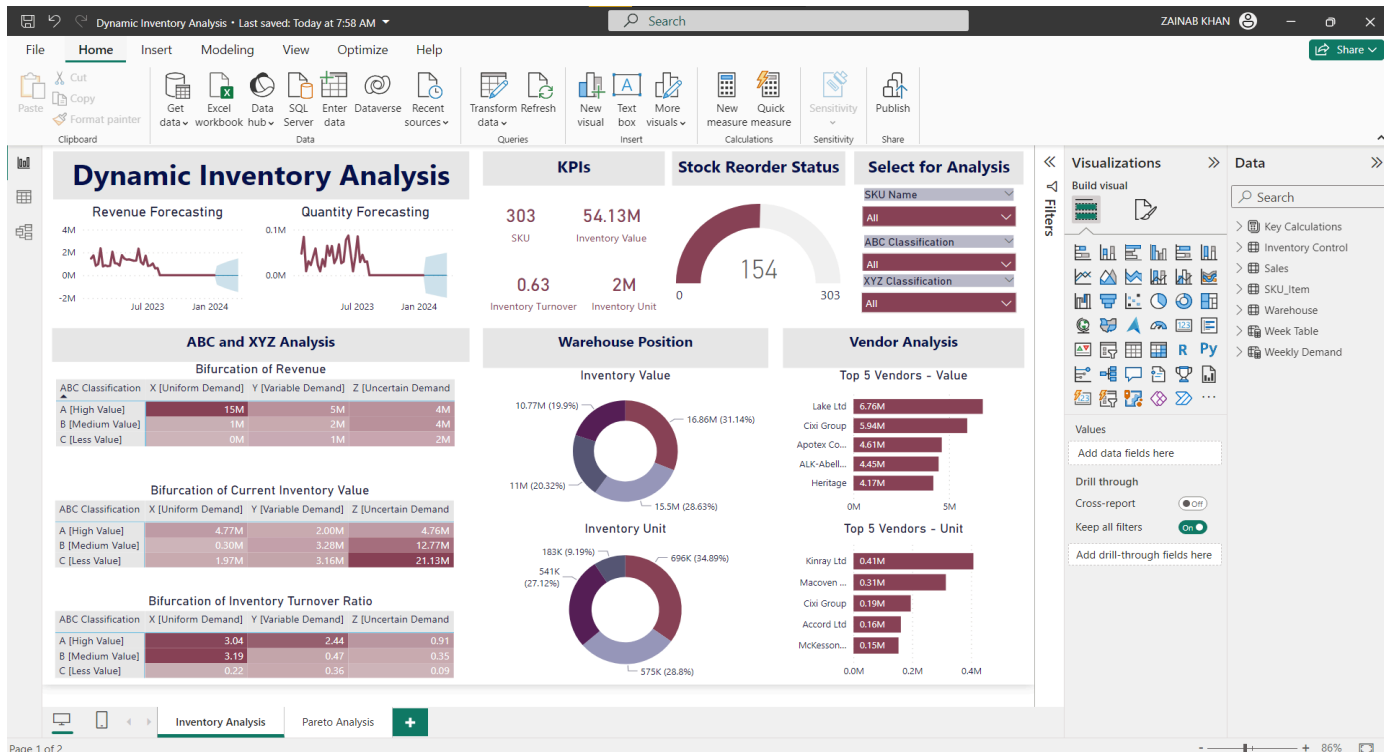 Dynamic Inventory Analysis • Last saved: Today at 7:58 AM
Search
ZAINAB KHAN
File Home Insert Modeling View Optimize Help
Share
Paste
Cut
Copy
Format painter
Clipboard
Get data
Excel workbook
Data hub
SQL Server
Enter data
Dataverse
Recent sources
Data
Transform data
Refresh
Queries
New visual
Text box
More visuals
Insert
New measure
Quick measure
Calculations
Sensitivity
Sensitivity
Publish
Share
Dynamic Inventory Analysis
Revenue Forecasting
4M
2M
0M
-2M
Jul 2023 Jan 2024
Quantity Forecasting
0.1M
0.0M
Jul 2023 Jan 2024
KPIs
303
SKU
54.13M
Inventory Value
0.63
Inventory Turnover
2M
Inventory Unit
Stock Reorder Status
154
0 303
Select for Analysis
SKU Name
All
ABC Classification
All
XYZ Classification
All
ABC and XYZ Analysis
Bifurcation of Revenue
ABC Classification X [Uniform Demand] Y [Variable Demand] Z [Uncertain Demand
A [High Value] 15M 5M 4M
B [Medium Value] 1M 2M 4M
C [Less Value] 0M 1M 2M
Bifurcation of Current Inventory Value
ABC Classification X [Uniform Demand] Y [Variable Demand] Z [Uncertain Demand
A [High Value] 4.77M 2.00M 4.76M
B [Medium Value] 0.30M 3.28M 12.77M
C [Less Value] 1.97M 3.16M 21.13M
Bifurcation of Inventory Turnover Ratio
ABC Classification X [Uniform Demand] Y [Variable Demand] Z [Uncertain Demand
A [High Value] 3.04 2.44 0.91
B [Medium Value] 3.19 0.47 0.35
C [Less Value] 0.22 0.36 0.09
Warehouse Position
Inventory Value
10.77M (19.9%)
16.86M (31.14%)
11M (20.32%)
15.5M (28.63%)
Inventory Unit
183K (9.19%)
696K (34.89%)
541K
(27.12%)
575K (28.8%)
Vendor Analysis
Top 5 Vendors - Value
Lake Ltd 6.76M
Cixi Group 5.94M
Apotex Co... 4.61M
ALK-Abell... 4.45M
Heritage 4.17M
0M 5M
Top 5 Vendors - Unit
Kinray Ltd 0.41M
Macoven ... 0.31M
Cixi Group 0.19M
Accord Ltd 0.16M
McKesson... 0.15M
0.0M 0.2M 0.4M
Filters
Visualizations
Build visual
123
R Py
123
Values
Add data fields here
Drill through
Cross-report Off
Keep all filters On
Add drill-through fields here
Data
Search
Key Calculations
Inventory Control
Sales
SKU_Item
Warehouse
Week Table
Weekly Demand
Inventory Analysis Pareto Analysis +
Page 1 of 2
- + 86%